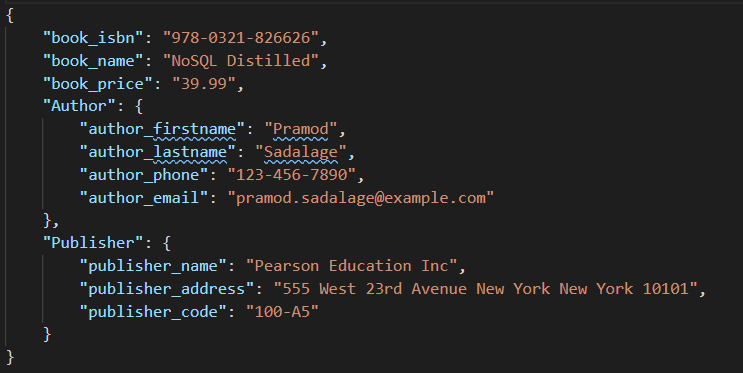 {
"book_isbn": "978-0321-826626",
"book_name": "NoSQL Distilled",
"book_price": "39.99",
"Author": {
"author_firstname": "Pramod",
"author_lastname": "Sadalage",
"author_phone": "123-456-7890",
"author_email": "pramod.sadalage@example.com"
},
"Publisher": {
"publisher_name": "Pearson Education Inc",
"publisher_address": "555 West 23rd Avenue New York New York 10101",
"publisher_code": "100-A5"
}
}